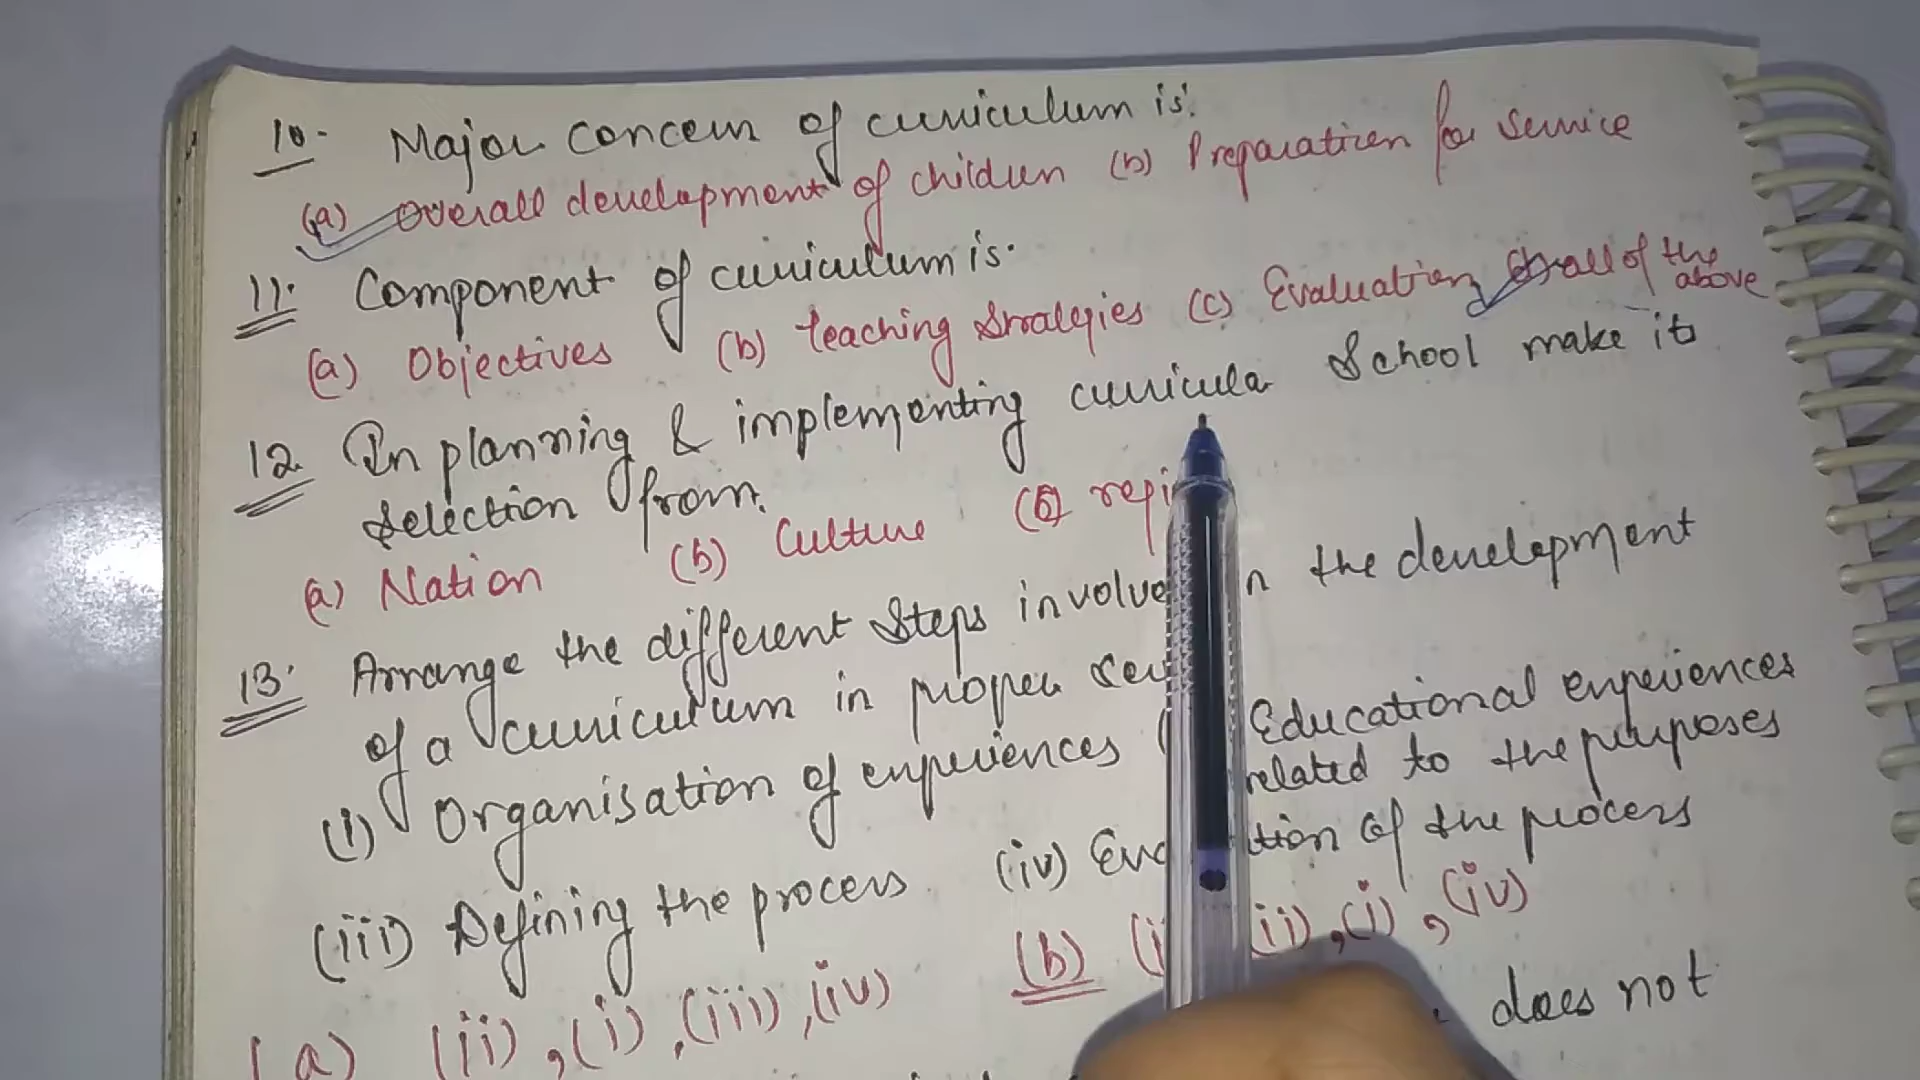 10. Major concern of curriculum is:
(a) Overall development of children (b) Preparation for service
11. Component of curriculum is.
(a) Objectives (b) teaching Strategies (c) Evaluation (d) all of the above
12. In planning & implementing curricula School make it
selection from.
(a) Nation (b) Culture
13. Arrange the different Steps the development
of a curriculum in proper
(i) Organisation of experiences Educational experiences
related to the purposes
(iii) Defining the process (iv) of the process
(a) (ii), (i), (iii), (iv) (b) (i), (iv)
does not